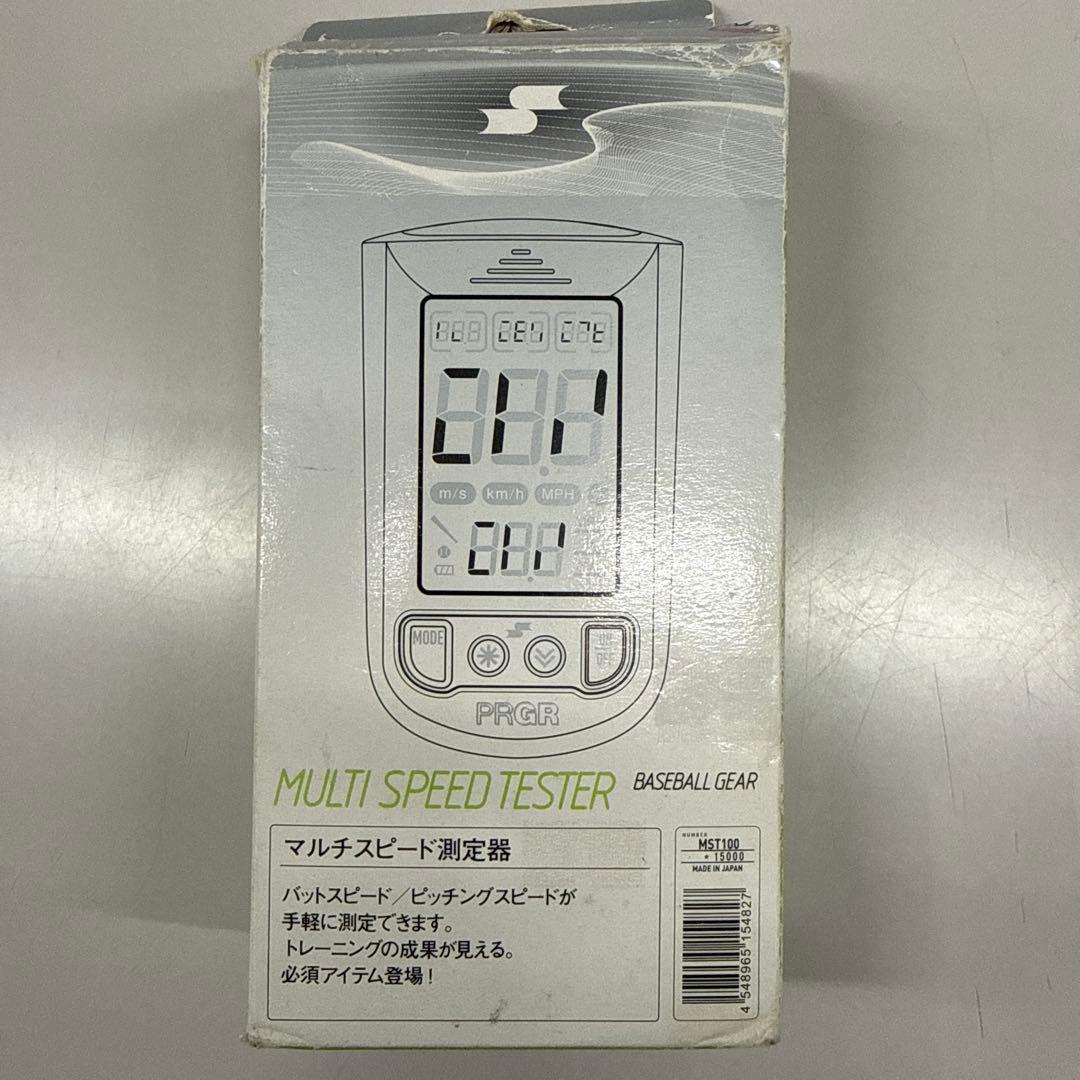 m/s km/h MPH
MODE
ON
OFF
PRGR
MULTI SPEED TESTER BASEBALL GEAR
マルチスピード測定器
バットスピード/ピッチングスピードが
手軽に測定できます。
トレーニングの成果が見える。
必須アイテム登場!
NUMBER
MST100
★15000
MADE IN JAPAN
4 548965 154827